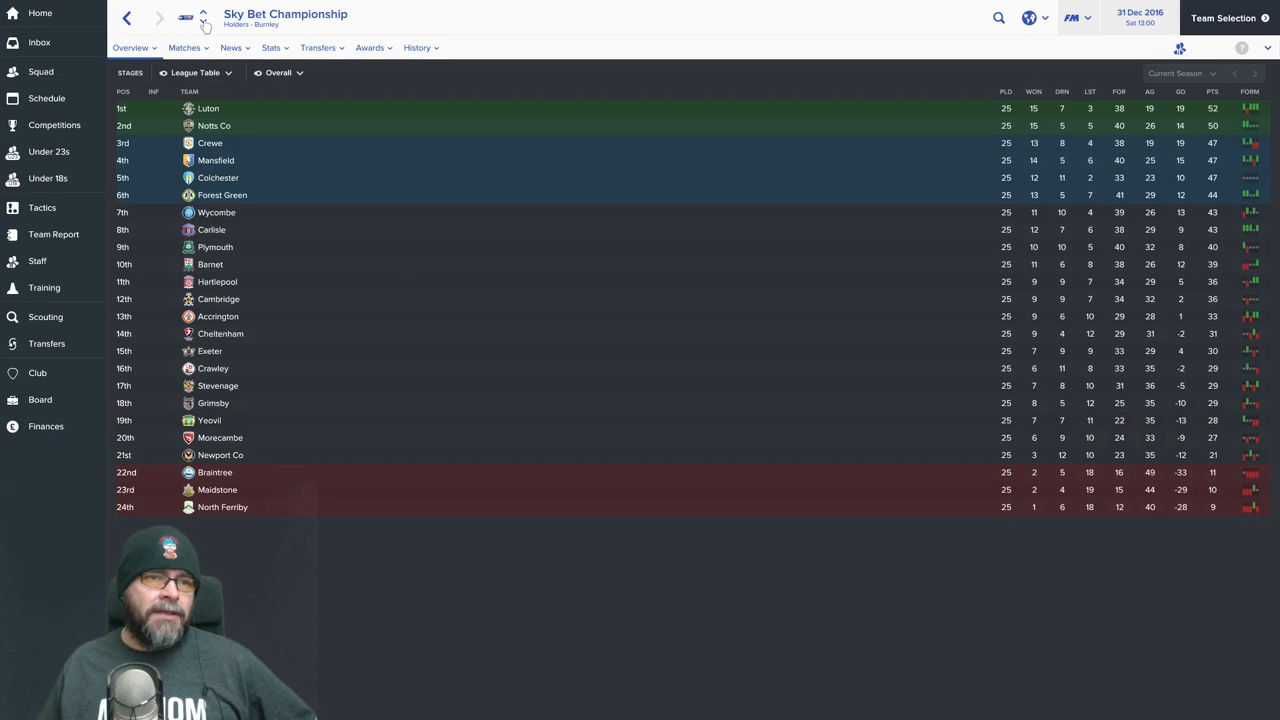 Sky Bet Championship
Holders - Burnley
31 Dec 2016
Sat 13:00
FM
Team Selection
Home
Inbox
Squad
Schedule
Competitions
Under 23s
Under 18s
Tactics
Team Report
Staff
Training
Scouting
Transfers
Club
Board
Finances
Overview Matches News Stats Transfers Awards History
STAGES League Table Overall Current Season
POS INF TEAM PLD WON DRN LST FOR AG GD PTS FORM
1st Luton 25 15 7 3 38 19 19 52
2nd Notts Co 25 15 5 5 40 26 14 50
3rd Crewe 25 13 8 4 38 19 19 47
4th Mansfield 25 14 5 6 40 25 15 47
5th Colchester 25 12 11 2 33 23 10 47
6th Forest Green 25 13 5 7 41 29 12 44
7th Wycombe 25 11 10 4 39 26 13 43
8th Carlisle 25 12 7 6 38 29 9 43
9th Plymouth 25 10 10 5 40 32 8 40
10th Barnet 25 11 6 8 38 26 12 39
11th Hartlepool 25 9 9 7 34 29 5 36
12th Cambridge 25 9 9 7 34 32 2 36
13th Accrington 25 9 6 10 29 28 1 33
14th Cheltenham 25 9 4 12 29 31 -2 31
15th Exeter 25 7 9 9 33 29 4 30
16th Crawley 25 6 11 8 33 35 -2 29
17th Stevenage 25 7 8 10 31 36 -5 29
18th Grimsby 25 8 5 12 25 35 -10 29
19th Yeovil 25 7 7 11 22 35 -13 28
20th Morecambe 25 6 9 10 24 33 -9 27
21st Newport Co 25 3 12 10 23 35 -12 21
22nd Braintree 25 2 5 18 16 49 -33 11
23rd Maidstone 25 2 4 19 15 44 -29 10
24th North Ferriby 25 1 6 18 12 40 -28 9